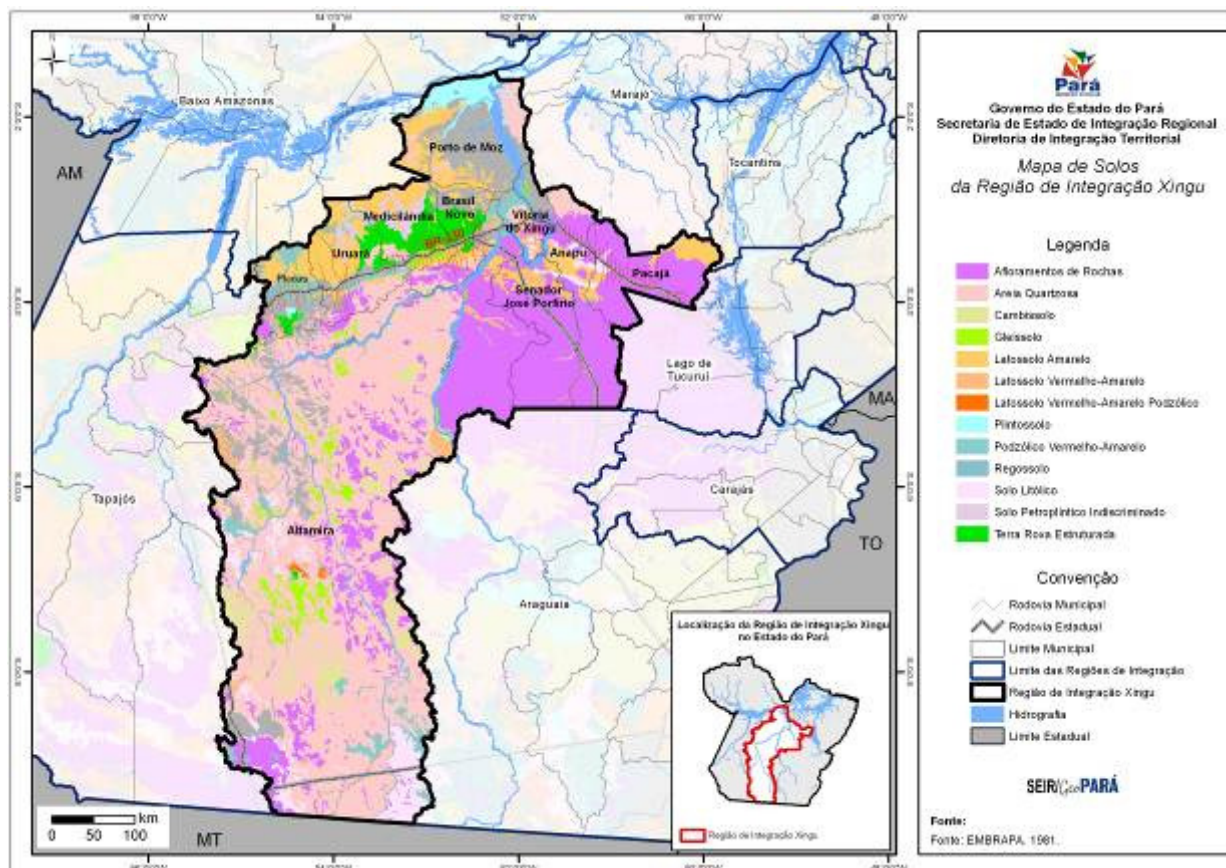 Baixo Amazonas
Marajó
Tocantins
AM
Porto de Moz
Brasil
Novo
Medicilândia
Vitória
do Xingu
Uruará
BR-230
Anapu
Pacajá
Placas
Senador
José Porfírio
Lago de
Tucuruí
MA
Tapajós
Carajás
Altamira
TO
Araguaia
MT
km
0 50 100
Localização da Região de Integração Xingu
no Estado do Pará
Região de Integração Xingu
Pará
Governo do Estado do Pará
Secretaria de Estado de Integração Regional
Diretoria de Integração Territorial
Mapa de Solos
da Região de Integração Xingu
Legenda
Afloramentos de Rochas
Areia Quartzosa
Cambissolo
Gleissolo
Latossolo Amarelo
Latossolo Vermelho-Amarelo
Latossolo Vermelho-Amarelo Podzólico
Plintossolo
Podzólico Vermelho-Amarelo
Regossolo
Solo Litólico
Solo Petroplíntico Indiscriminado
Terra Roxa Estruturada
Convenção
Rodovia Municipal
Rodovia Estadual
Limite Municipal
Limite das Regiões de Integração
Região de Integração Xingu
Hidrografia
Limite Estadual
SEIR/GeoPARÁ
Fonte:
Fonte: EMBRAPA, 1981.